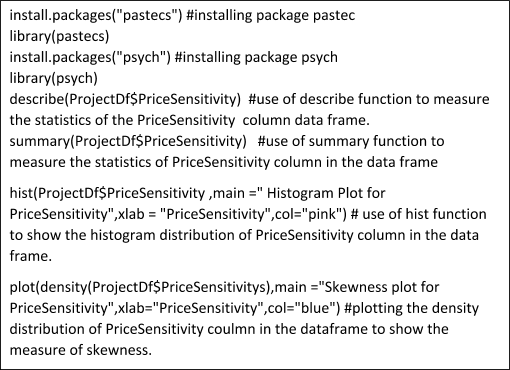 install.packages("pastecs") #installing package pastec
library(pastecs)
install.packages("psych") #installing package psych
library(psych)
describe(ProjectDf$PriceSensitivity)  #use of describe function to measure
the statistics of the PriceSensitivity  column data frame.
summary(ProjectDf$PriceSensitivity)   #use of summary function to
measure the statistics of PriceSensitivity column in the data frame
hist(ProjectDf$PriceSensitivity ,main =" Histogram Plot for
PriceSensitivity",xlab = "PriceSensitivity",col="pink") # use of hist function
to show the histogram distribution of PriceSensitivity column in the data
frame.
plot(density(ProjectDf$PriceSensitivitys),main ="Skewness plot for
PriceSensitivity",xlab="PriceSensitivity",col="blue") #plotting the density
distribution of PriceSensitivity coulmn in the dataframe to show the
measure of skewness.